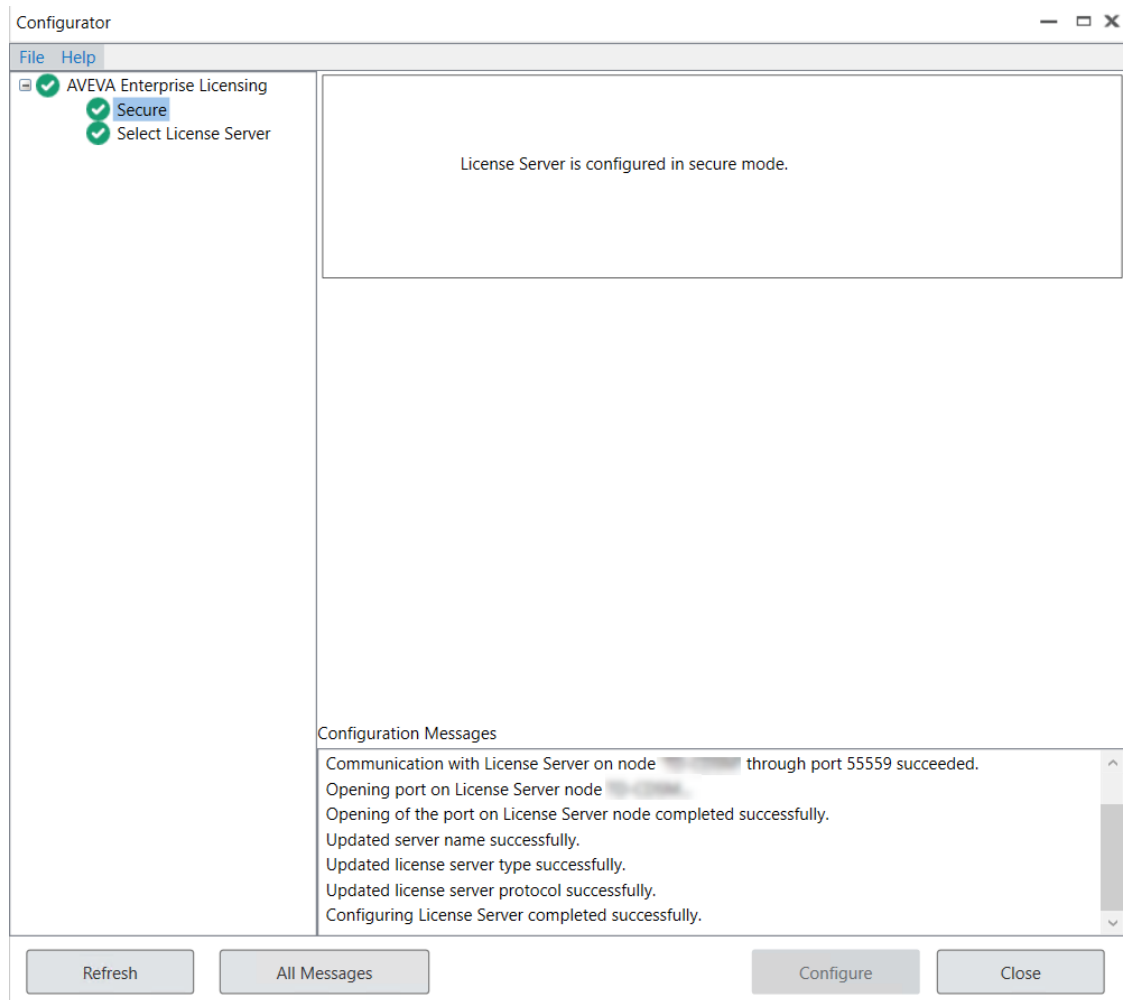 Configurator
File Help
AVEVA Enterprise Licensing
Secure
Select License Server
License Server is configured in secure mode.
Configuration Messages
Communication with License Server on node through port 55559 succeeded.
Opening port on License Server node
Opening of the port on License Server node completed successfully.
Updated server name successfully.
Updated license server type successfully.
Updated license server protocol successfully.
Configuring License Server completed successfully.
Refresh
All Messages
Configure
Close